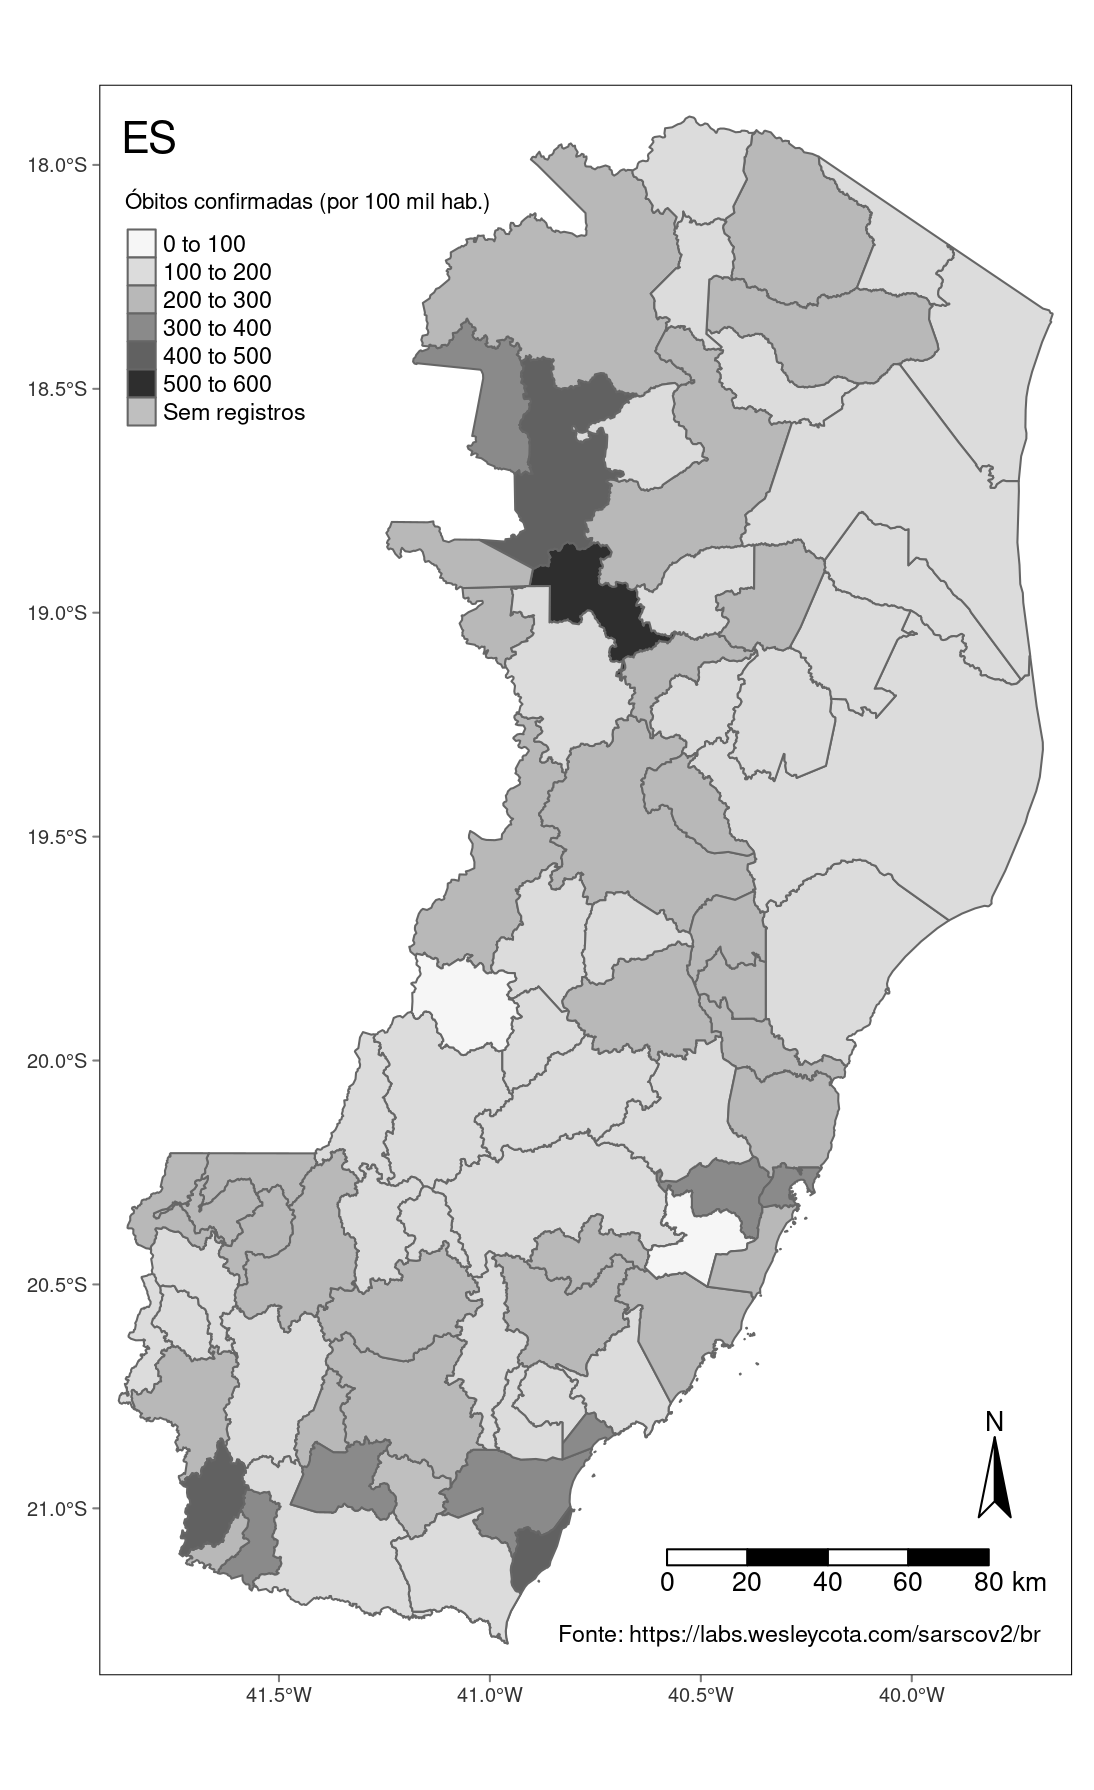 ES
Óbitos confirmadas (por 100 mil hab.)
0 to 100
100 to 200
200 to 300
300 to 400
400 to 500
500 to 600
Sem registros
18.0°S
18.5°S
19.0°S
19.5°S
20.0°S
20.5°S
21.0°S
N
0 20 40 60 80 km
Fonte: https://labs.wesleycota.com/sarscov2/br
41.5°W 41.0°W 40.5°W 40.0°W